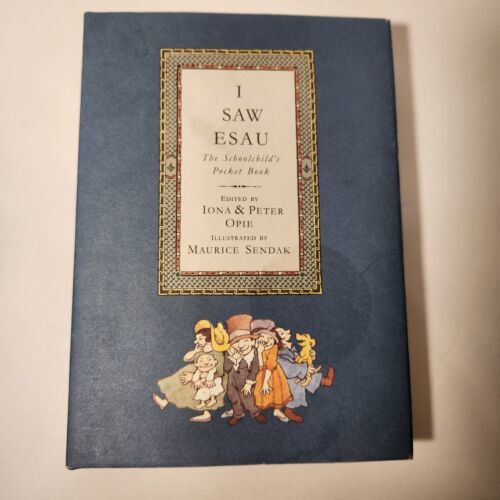 I
SAW
ESAU
The Schoolchild's
Pocket Book
EDITED BY
IONA & PETER
OPIE
ILLUSTRATED BY
MAURICE SENDAK